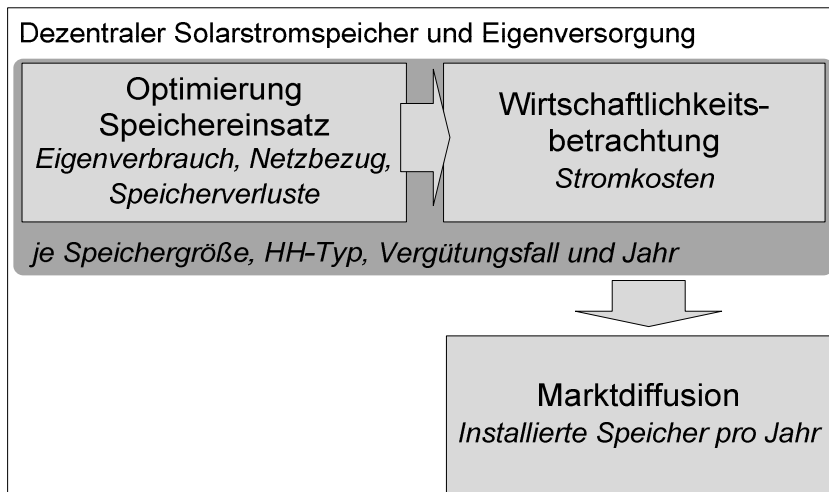 Dezentraler Solarstromspeicher und Eigenversorgung
Optimierung
Speichereinsatz
Eigenverbrauch, Netzbezug,
Speicherverluste
Wirtschaftlichkeits-
betrachtung
Stromkosten
je Speichergröße, HH-Typ, Vergütungsfall und Jahr
Marktdiffusion
Installierte Speicher pro Jahr